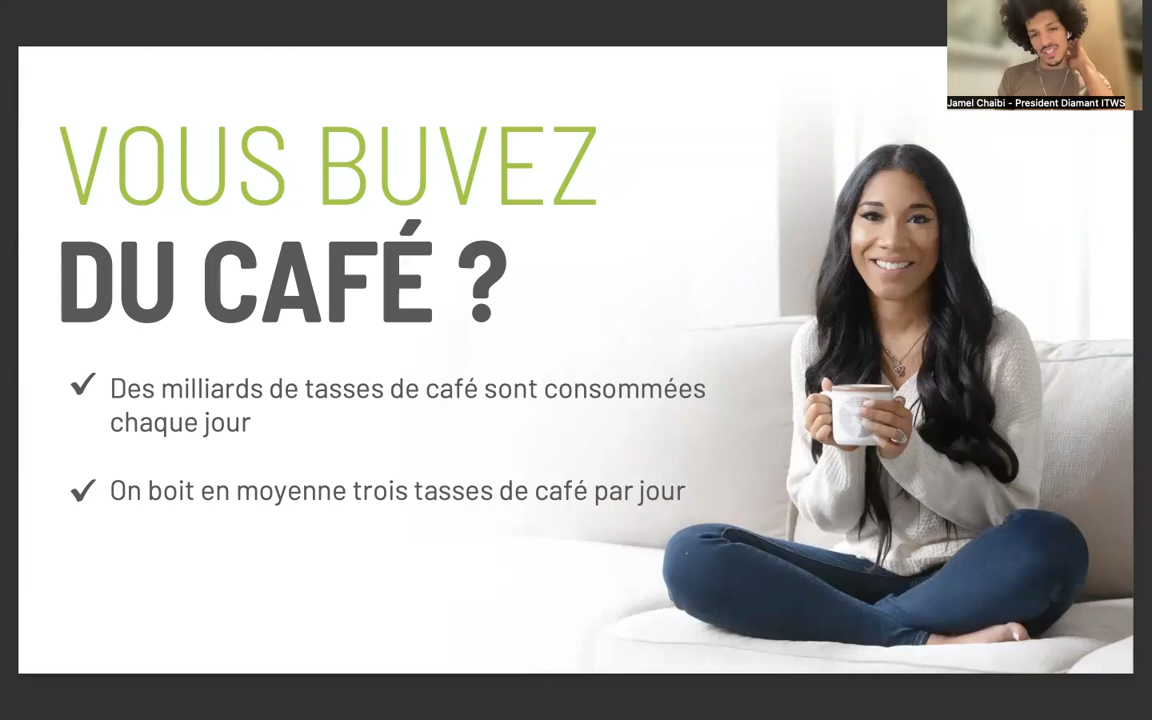 Jamel Chaibi - President Diamant ITWS
VOUS BUVEZ
DU CAFÉ ?
✓ Des milliards de tasses de café sont consommées
chaque jour
✓ On boit en moyenne trois tasses de café par jour